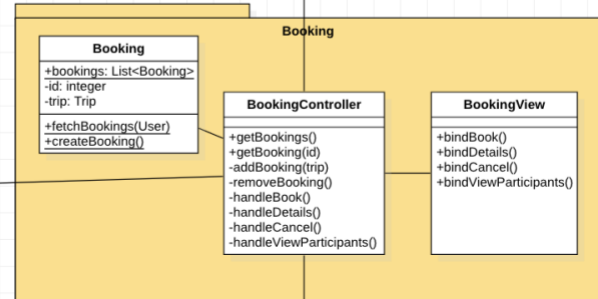 Booking
Booking
+bookings: List<Booking>
-id: integer
-trip: Trip
+fetchBookings(User)
+createBooking()
BookingController
+getBookings()
+getBooking(id)
-addBooking(trip)
-removeBooking()
-handleBook()
-handleDetails()
-handleCancel()
-handleViewParticipants()
BookingView
+bindBook()
+bindDetails()
+bindCancel()
+bindViewParticipants()